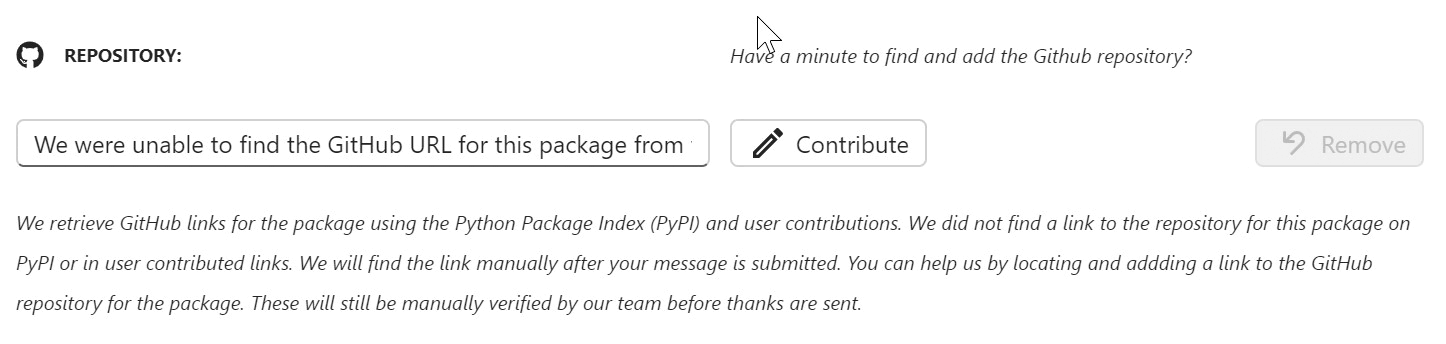 REPOSITORY:
Have a minute to find and add the Github repository?
We were unable to find the GitHub URL for this package from
Contribute
Remove
We retrieve GitHub links for the package using the Python Package Index (PyPI) and user contributions. We did not find a link to the repository for this package on
PyPI or in user contributed links. We will find the link manually after your message is submitted. You can help us by locating and addding a link to the GitHub
repository for the package. These will still be manually verified by our team before thanks are sent.